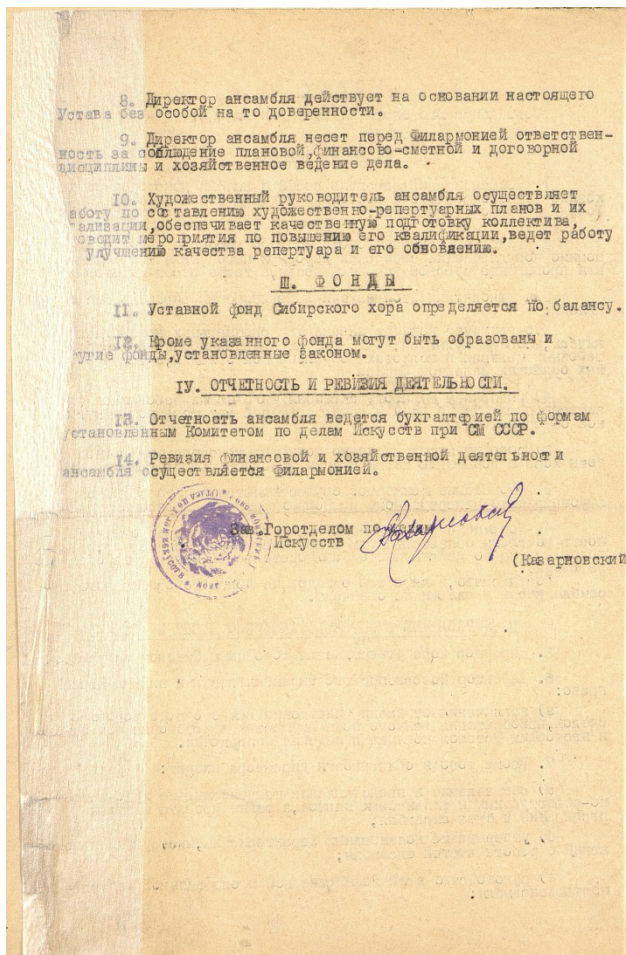 8. Директор ансамбля действует на основании настоящего
Устава без особой на то доверенности.
9. Директор ансамбля несет перед Филармонией ответствен-
ность за соблюдение плановой,финансово-сметной и договорной
дисциплины и хозяйственное ведение дела.
10. Художественный руководитель ансамбля осуществляет
работу по составлению художественно-репертуарных планов и их
ализации,обеспечивает качественную подготовку коллектива,
оводит мероприятия по повышению его квалификации,ведет работу
улучшению качества репертуара и его обновлению.
Ш. ФОНДЫ
11. Уставной фонд Сибирского хора определяется по балансу.
12. Кроме указанного фонда могут быть образованы и
другие фонды,установленные законом.
IУ. ОТЧЕТНОСТЬ И РЕВИЗИЯ ДЕЯТЕЛЬНОСТИ.
13. Отчетность ансамбля ведется бухгалтерией по формам
установленным Комитетом по делам Искусств при СМ СССР.
14. Ревизия финансовой и хозяйственной деятельности
ансамбля осуществляется Филармонией.
Зав.Горотделом по делам
Искусств
(Казарновский